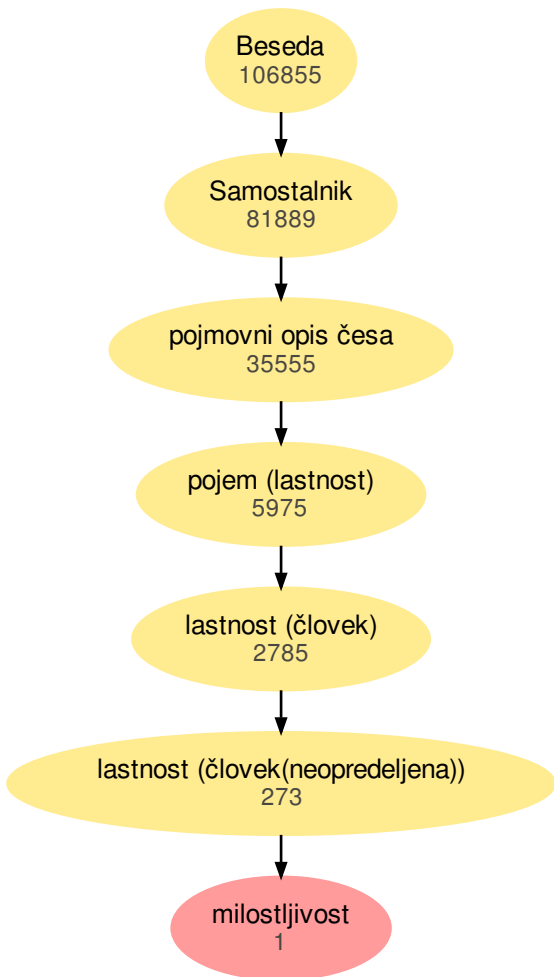 Beseda
106855
Samostalnik
81889
pojmovni opis česa
35555
pojem (lastnost)
5975
lastnost (človek)
2785
lastnost (človek(neopredeljena))
273
milostljivost
1